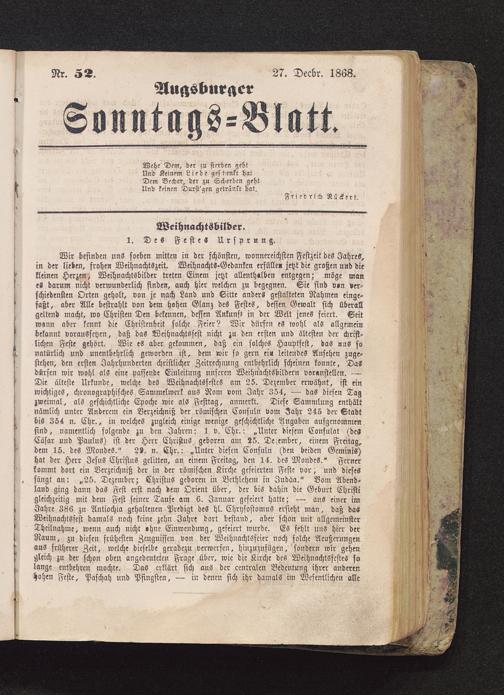 Nr. 52.
27. Decbr. 1868.
Augsburger
Sonntags=Blatt.
Wehe Dem, der zu sterben geht
Und Keinem Liebe geschenkt hat
Dem Becher, der zu Scherben geht
Und keinen Durst'gen getränkt hat.
Friedrich Rückert.
Weihnachtsbilder.
1. Des Festes Ursprung.
Wir befinden uns soeben mitten in der schönsten, wonnereichsten Festzeit des Jahres,
in der lieben, frohen Weihnachtszeit. Weihnachts-Gedanken erfüllen jetzt die großen und die
kleinen Herzen, Weihnachtsbilder treten Einem jetzt allenthalben entgegen; möge man
es darum nicht verwunderlich finden, auch hier welchen zu begegnen. Sie sind von ver-
schiedensten Orten geholt, von je nach Land und Sitte anders gestalteten Rahmen einge-
faßt, aber Alle bestrahlt von dem hohen Glanz des Festes, dessen Gewalt sich überall
geltend macht, wo Christen Den bekennen, dessen Ankunft in der Welt jenes feiert. Seit
wann aber kennt die Christenheit solche Feier? Wir dürfen es wohl als allgemein
bekannt voraussetzen, daß das Weihnachtsfest nicht zu den ersten und ältesten der christ-
lichen Feste gehört. Wie es aber gekommen, daß ein solches Hauptfest, das uns so
natürlich und unentbehrlich geworden ist, dem wir so gern ein leitendes Ansehen zuge-
stehen, den ersten Jahrhunderten christlicher Zeitrechnung entbehrlich scheinen konnte, Das
dürfen wir wohl als eine passende Einleitung unseren Weihnachtsbildern voranstellen. —
Die älteste Urkunde, welche des Weihnachtsfestes am 25. Dezember erwähnt, ist ein
wichtiges, chronographisches Sammelwerk aus Rom vom Jahr 354, — das diesen Tag
zweimal, als geschichtliche Epoche wie als Festtag, anmerkt. Diese Sammlung enthält
nämlich unter Anderem ein Verzeichniß der römischen Consuln vom Jahr 245 der Stadt
bis 354 n. Chr., in welches zugleich einige wenige geschichtliche Angaben aufgenommen
sind, namentlich folgende zu den Jahren: 1 v. Chr.: „Unter diesem Consulat (des
Cäsar und Paulus) ist der Herr Christus geboren am 25. Dezember, einem Freitag,
dem 15. des Mondes." 29. n. Chr.: „Unter diesen Consuln (den beiden Geminis)
hat der Herr Jesus Christus gelitten, an einem Freitag, den 14. des Mondes." Ferner
kommt dort ein Verzeichniß der in der römischen Kirche gefeierten Feste vor, und dieses
fängt an: „25. Dezember; Christus geboren in Bethlehem in Judäa." Vom Abend-
land ging dann das Fest erst nach dem Orient über, der bis dahin die Geburt Christi
gleichzeitig mit dem Fest seiner Taufe am 6. Januar gefeiert hatte; — aus einer im
Jahre 386 zu Antiochia gehaltenen Predigt des hl. Chrysostomus ersieht man, daß das
Weihnachtsfest damals noch keine zehn Jahre dort bestand, aber schon mit allgemeinster
Theilnahme, wenn auch nicht ohne Einwendung, gefeiert wurde. Es fehlt uns hier der
Raum, zu diesen frühesten Zeugnissen von der Weihnachtsfeier noch solche Aeußerungen
aus früherer Zeit, welche dieselbe geradezu verwerfen, hinzuzufügen, sondern wir gehen
gleich zu der schon oben angedeuteten Frage über, wie die Kirche des Weihnachtsfestes so
lange entbehren mochte. Das erklärt sich aus der centralen Bedeutung ihrer anderen
hohen Feste, Paschah und Pfingsten, — in denen sich ihr damals im Wesentlichen alle